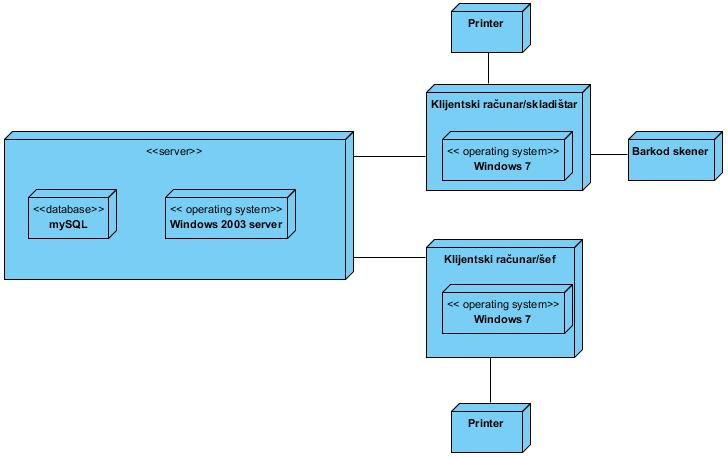 Printer
Klijentski računar/skladištar
<< operating system>>
Windows 7
Barkod skener
<<server>>
<<database>>
mySQL
<< operating system>>
Windows 2003 server
Klijentski računar/šef
<< operating system>>
Windows 7
Printer